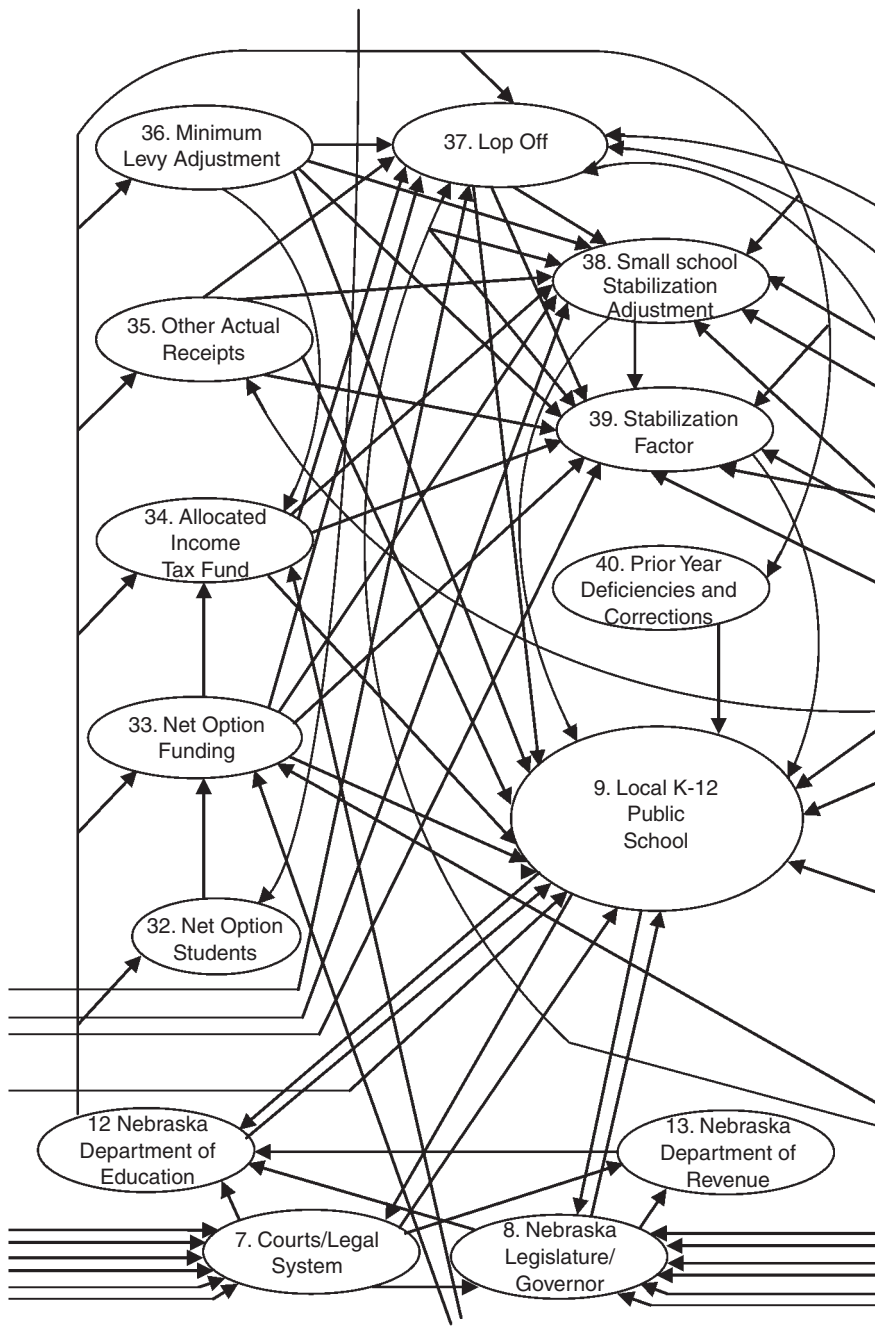 36. Minimum
Levy Adjustment
37. Lop Off
38. Small school
Stabilization
Adjustment
35. Other Actual
Receipts
39. Stabilization
Factor
34. Allocated
Income
Tax Fund
40. Prior Year
Deficiencies and
Corrections
33. Net Option
Funding
9. Local K-12
Public
School
32. Net Option
Students
12 Nebraska
Department of
Education
13. Nebraska
Department of
Revenue
7. Courts/Legal
System
8. Nebraska
Legislature/
Governor